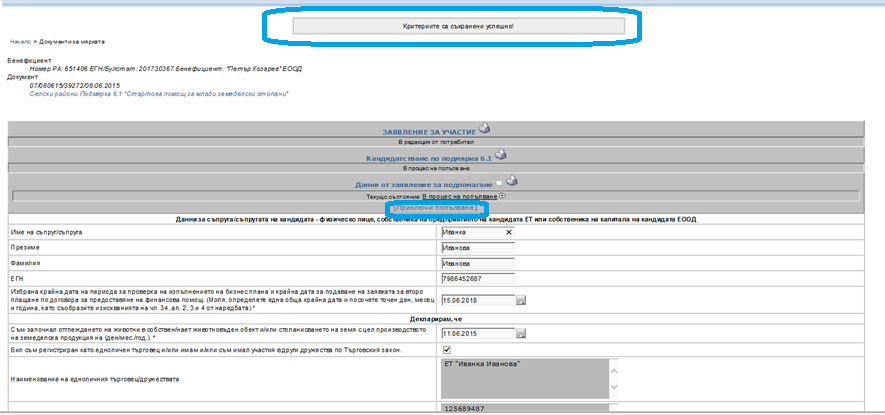 Критериите са съхранени успешно!
Начало > Документи за мярката
Бенефициент
Номер РА: 651406 ЕГН/Булстат: 201730367 Бенефициент: "Петър Козарев" ЕООД
Документ
07/080615/39272/08.06.2015
Селски райони Подмярка 6.1 "Стартова помощ за млади земеделски стопани"
ЗАЯВЛЕНИЕ ЗА УЧАСТИЕ
В редакция от потребител
Кандидатстване по подмярка 6.1
В процес на попълване
Данни от заявление за подпомагане
Текущо състояние: В процес на попълване
[Приключи попълване]
Данни за съпруга/съпругата на кандидата - физическо лице, собственика на предприятието на кандидата ЕТ или собственика на капитала на кандидата ЕООД
Име на съпруг/съпруга Иванка
Презиме Иванова
Фамилия Иванова
ЕГН 7986452687
Избрана крайна дата на периода за проверка на изпълнението на бизнес плана и крайна дата за подаване на заявката за второ
плащане по договора за предоставяне на финансова помощ. (Моля, определете една обща крайна дата и посочете точен ден, месец 15.06.2018
и година, като съобразите изискванията на чл. 34, ал. 2, 3 и 4 от наредбата) *
Декларирам, че
Съм започнал отглеждането на животни в собствен/нает животновъден обект и/или стопанисването на земя с цел производството 11.06.2015
на земеделска продукция на (ден/мес./год.). *
Бил съм регистриран като едноличен търговец и/или имам и/или съм имал участия в други дружества по Търговския закон.
ЕТ "Иванка Иванова"
Наименование на едноличния търговец/дружествата
125689487